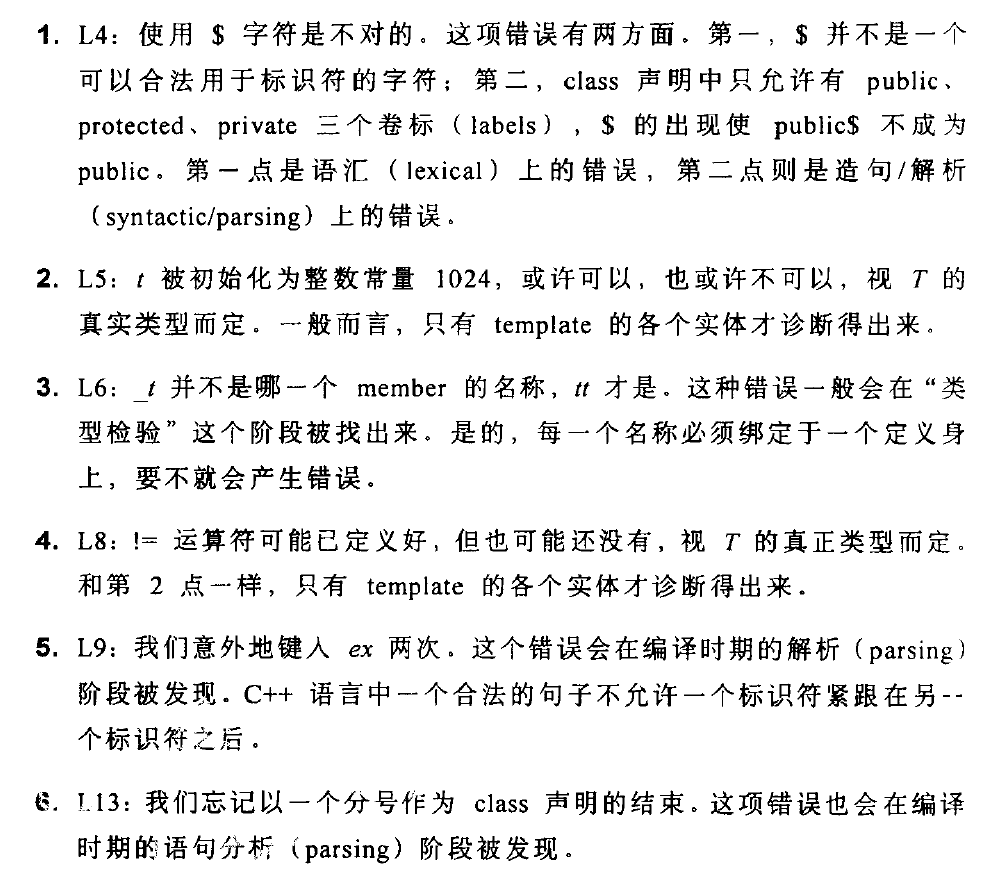 1. L4：使用 $ 字符是不对的。这项错误有两方面。第一，$ 并不是一个
可以合法用于标识符的字符；第二，class 声明中只允许有 public、
protected、private 三个卷标（labels），$ 的出现使 public$ 不成为
public。第一点是语汇（lexical）上的错误，第二点则是造句/解析
（syntactic/parsing）上的错误。
2. L5：t 被初始化为整数常量 1024，或许可以，也或许不可以，视 T 的
真实类型而定。一般而言，只有 template 的各个实体才诊断得出来。
3. L6：_t 并不是哪一个 member 的名称，tt 才是。这种错误一般会在“类
型检验”这个阶段被找出来。是的，每一个名称必须绑定于一个定义身
上，要不就会产生错误。
4. L8：!= 运算符可能已定义好，但也可能还没有，视 T 的真正类型而定。
和第 2 点一样，只有 template 的各个实体才诊断得出来.
5. L9：我们意外地键入 ex 两次。这个错误会在编译时期的解析（parsing）
阶段被发现。C++ 语言中一个合法的句子不允许一个标识符紧跟在另一
个标识符之后。
6. L13：我们忘记以一个分号作为 class 声明的结束。这项错误也会在编译
时期的语句分析（parsing）阶段被发现。